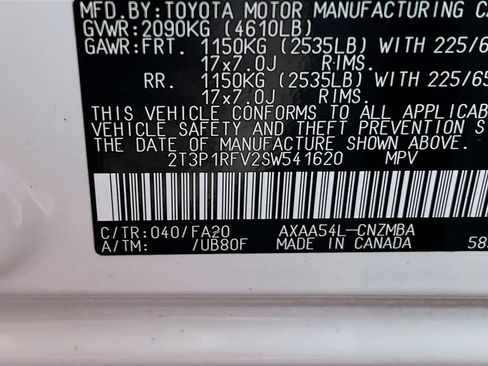 MFD.BY:TOYOTA MOTOR MANUFACTURING CA
GVWR:2090KG (4610LB)
GAWR:FRT. 1150KG (2535LB) WITH 225/6
17x7.0J RIMS.
RR. 1150KG (2535LB) WITH 225/65
17x7.0J RIMS.
THIS VEHICLE CONFORMS TO ALL APPLICAB
VEHICLE SAFETY AND THEFT PREVENTION S
THE DATE OF MANUFACTURE SHOWN ABOVE.
2T3P1RFV2SW541620 MPV
C/TR:040/FA20 AXAA54L-CNZMBA
A/TM: /UB80F MADE IN CANADA 58